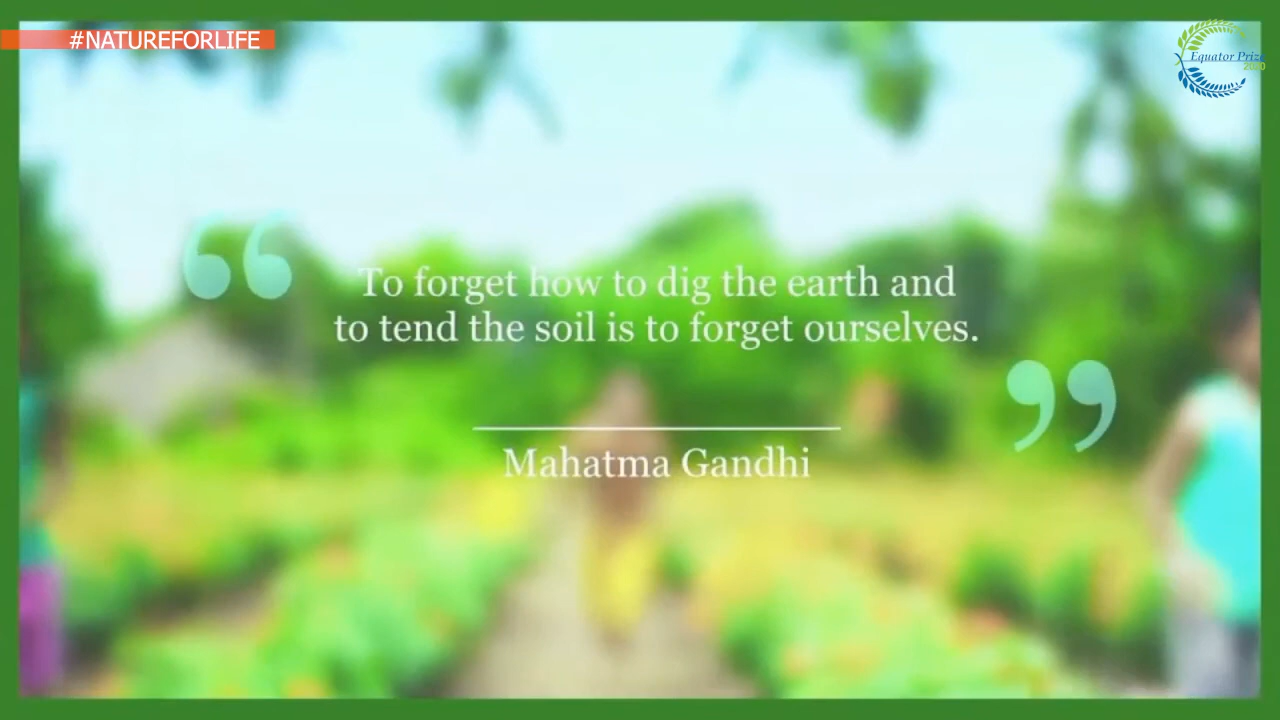 #NATUREFORLIFE
Equator Prize
2020
“ To forget how to dig the earth and
to tend the soil is to forget ourselves. ”
Mahatma Gandhi